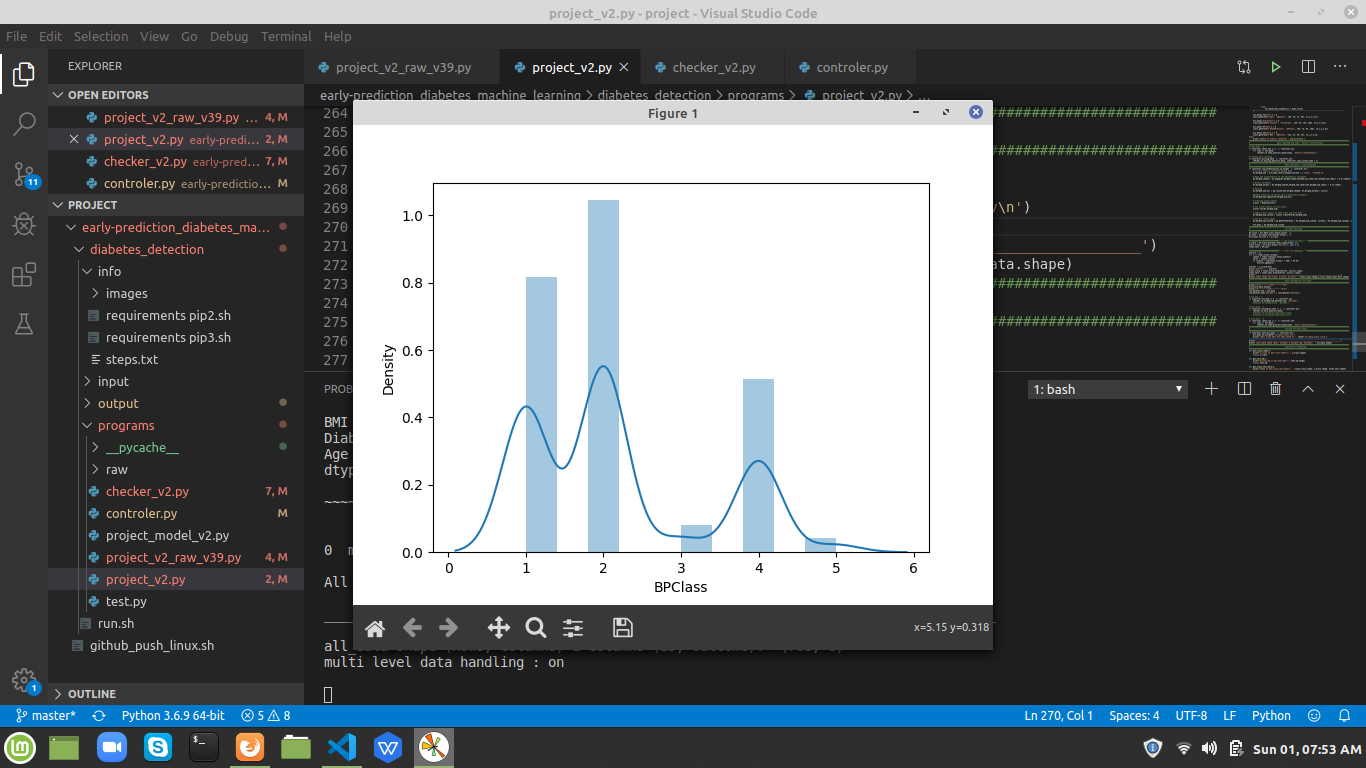 project_v2.py - project - Visual Studio Code
File Edit Selection View Go Debug Terminal Help
EXPLORER
OPEN EDITORS
project_v2_raw_v39.py ... 4, M
project_v2.py early-predi... 2, M
checker_v2.py early-pred... 7, M
controler.py early-predictio... M
PROJECT
early-prediction_diabetes_ma...
diabetes_detection
info
images
requirements pip2.sh
requirements pip3.sh
steps.txt
input
output
programs
__pycache__
raw
checker_v2.py 7, M
controler.py M
project_model_v2.py
project_v2_raw_v39.py 4, M
project_v2.py 2, M
test.py
run.sh
github_push_linux.sh
OUTLINE
project_v2_raw_v39.py project_v2.py checker_v2.py controler.py
early-prediction_diabetes_machine_learning > diabetes_detection > programs > project_v2.py > ...
264 ############################
265
266 ############################
267
268
269 y\n')
270
271 ___________________')
272 ata.shape)
273 ############################
274
275 ############################
276
277
Figure 1
Density
1.0
0.8
0.6
0.4
0.2
0.0
0 1 2 3 4 5 6
BPClass
x=5.15 y=0.318
PROB
1: bash
BMI
Diab
Age
dtyp
~~~~
0 m
All
multi level data handling : on
master* Python 3.6.9 64-bit 5 8 Ln 270, Col 1 Spaces: 4 UTF-8 LF Python
11
1
Sun 01, 07:53 AM